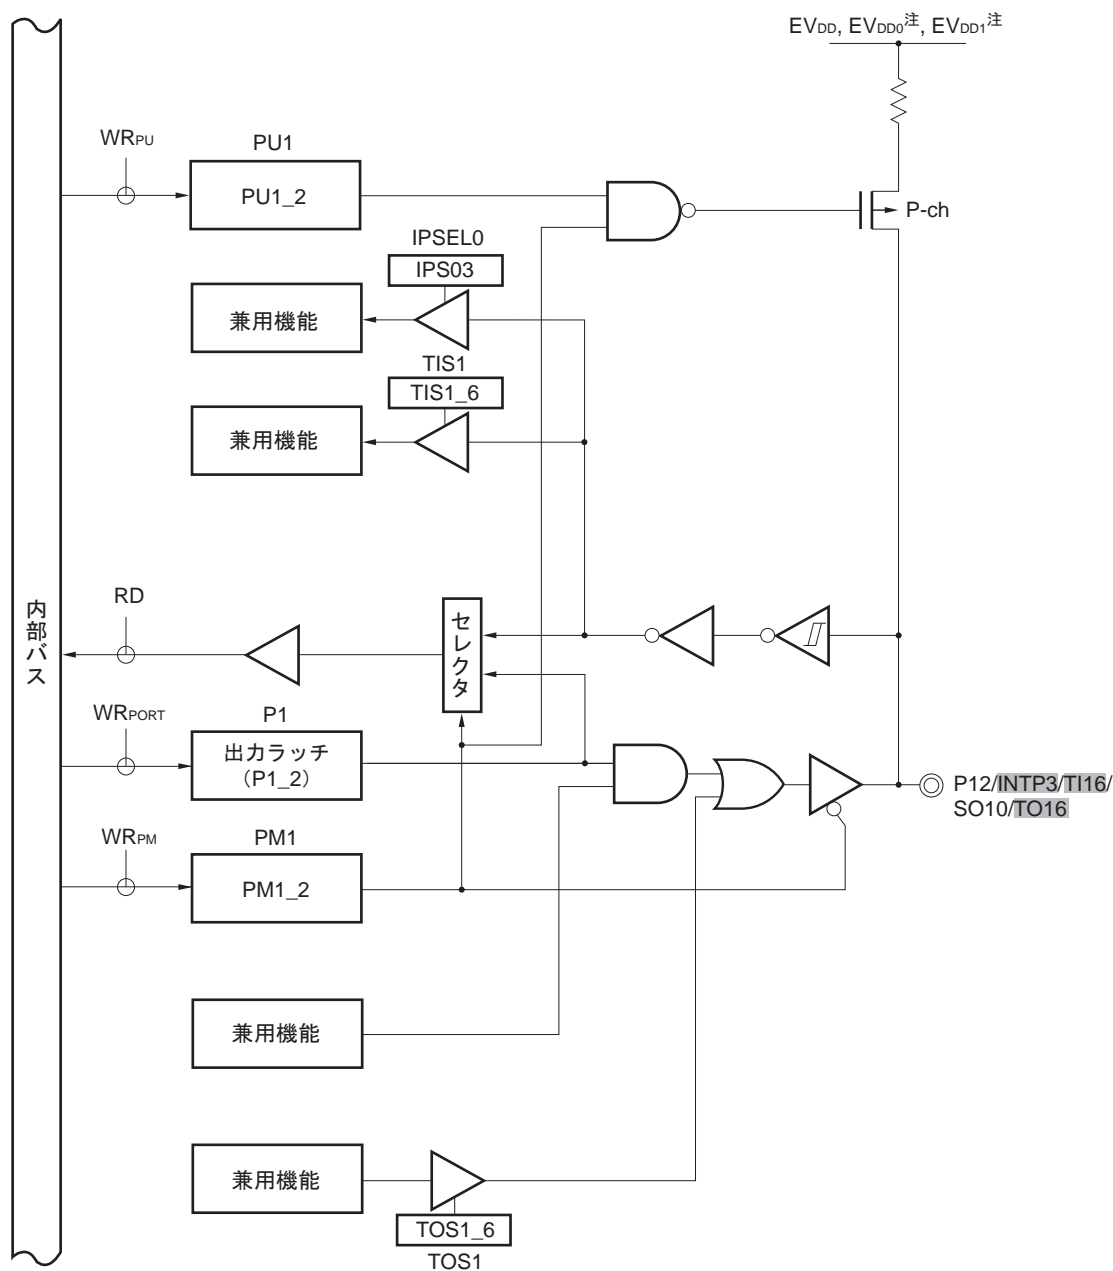 EVDD, EVDD0注, EVDD1注
WRPU
PU1
PU1_2
P-ch
IPSEL0
IPS03
兼用機能
TIS1
TIS1_6
兼用機能
内部バス
RD
セレクタ
WRPORT
P1
出力ラッチ
(P1_2)
P12/INTP3/TI16/
SO10/TO16
WRPM
PM1
PM1_2
兼用機能
兼用機能
TOS1_6
TOS1